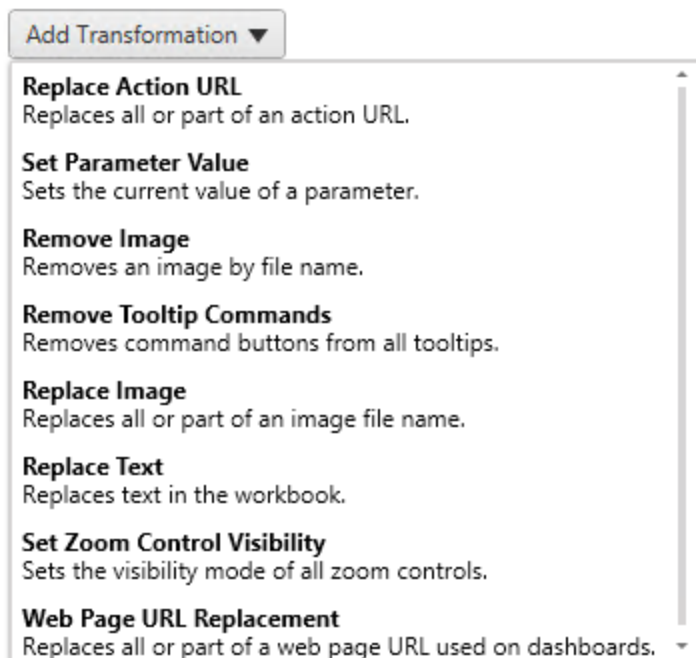 Add Transformation ▼
Replace Action URL
Replaces all or part of an action URL.
Set Parameter Value
Sets the current value of a parameter.
Remove Image
Removes an image by file name.
Remove Tooltip Commands
Removes command buttons from all tooltips.
Replace Image
Replaces all or part of an image file name.
Replace Text
Replaces text in the workbook.
Set Zoom Control Visibility
Sets the visibility mode of all zoom controls.
Web Page URL Replacement
Replaces all or part of a web page URL used on dashboards.